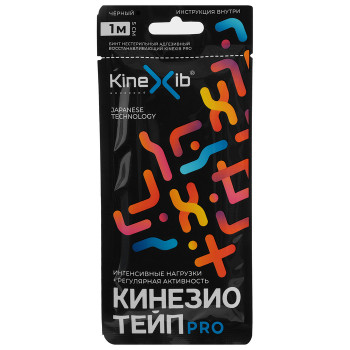 ЧЁРНЫЙ
ИНСТРУКЦИЯ ВНУТРИ
1 М
5 СМ
БИНТ НЕСТЕРИЛЬНЫЙ АДГЕЗИВНЫЙ
ВОССТАНАВЛИВАЮЩИЙ KINEXIB PRO
KineXib®
JAPANESE
TECHNOLOGY
ИНТЕНСИВНЫЕ НАГРУЗКИ
+ РЕГУЛЯРНАЯ АКТИВНОСТЬ
КИНЕЗИО
ТЕЙП PRO